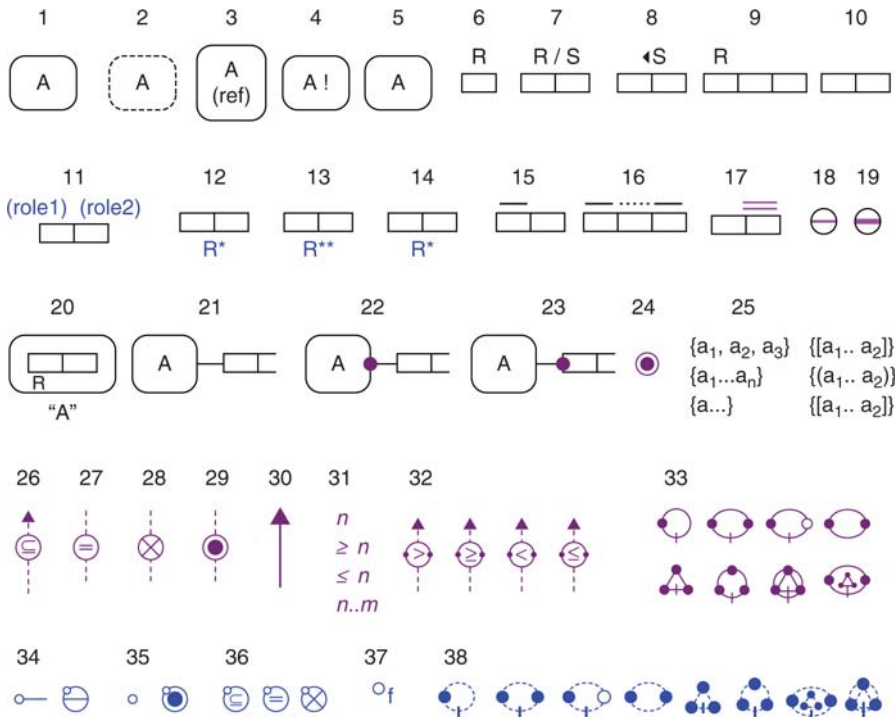 1 2 3 4 5 6 7 8 9 10
A A A (ref) A ! A R R / S ◂S R
11 12 13 14 15 16 17 18 19
(role1) (role2)
R* R** R*
20 21 22 23 24 25
A A A
R
“A”
{a1, a2, a3} {[a1.. a2]}
{a1...an} {(a1.. a2)}
{a...} {[a1.. a2]}
26 27 28 29 30 31 32 33
⊆ = n > ≥ < ≤
≥ n
≤ n
n..m
34 35 36 37 38
⊆ = f